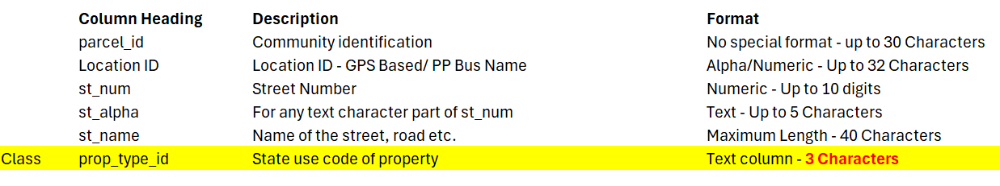 Column Heading Description Format
parcel_id Community identification No special format - up to 30 Characters
Location ID Location ID - GPS Based/ PP Bus Name Alpha/Numeric - Up to 32 Characters
st_num Street Number Numeric - Up to 10 digits
st_alpha For any text character part of st_num Text - Up to 5 Characters
st_name Name of the street, road etc. Maximum Length - 40 Characters
Class prop_type_id State use code of property Text column - 3 Characters